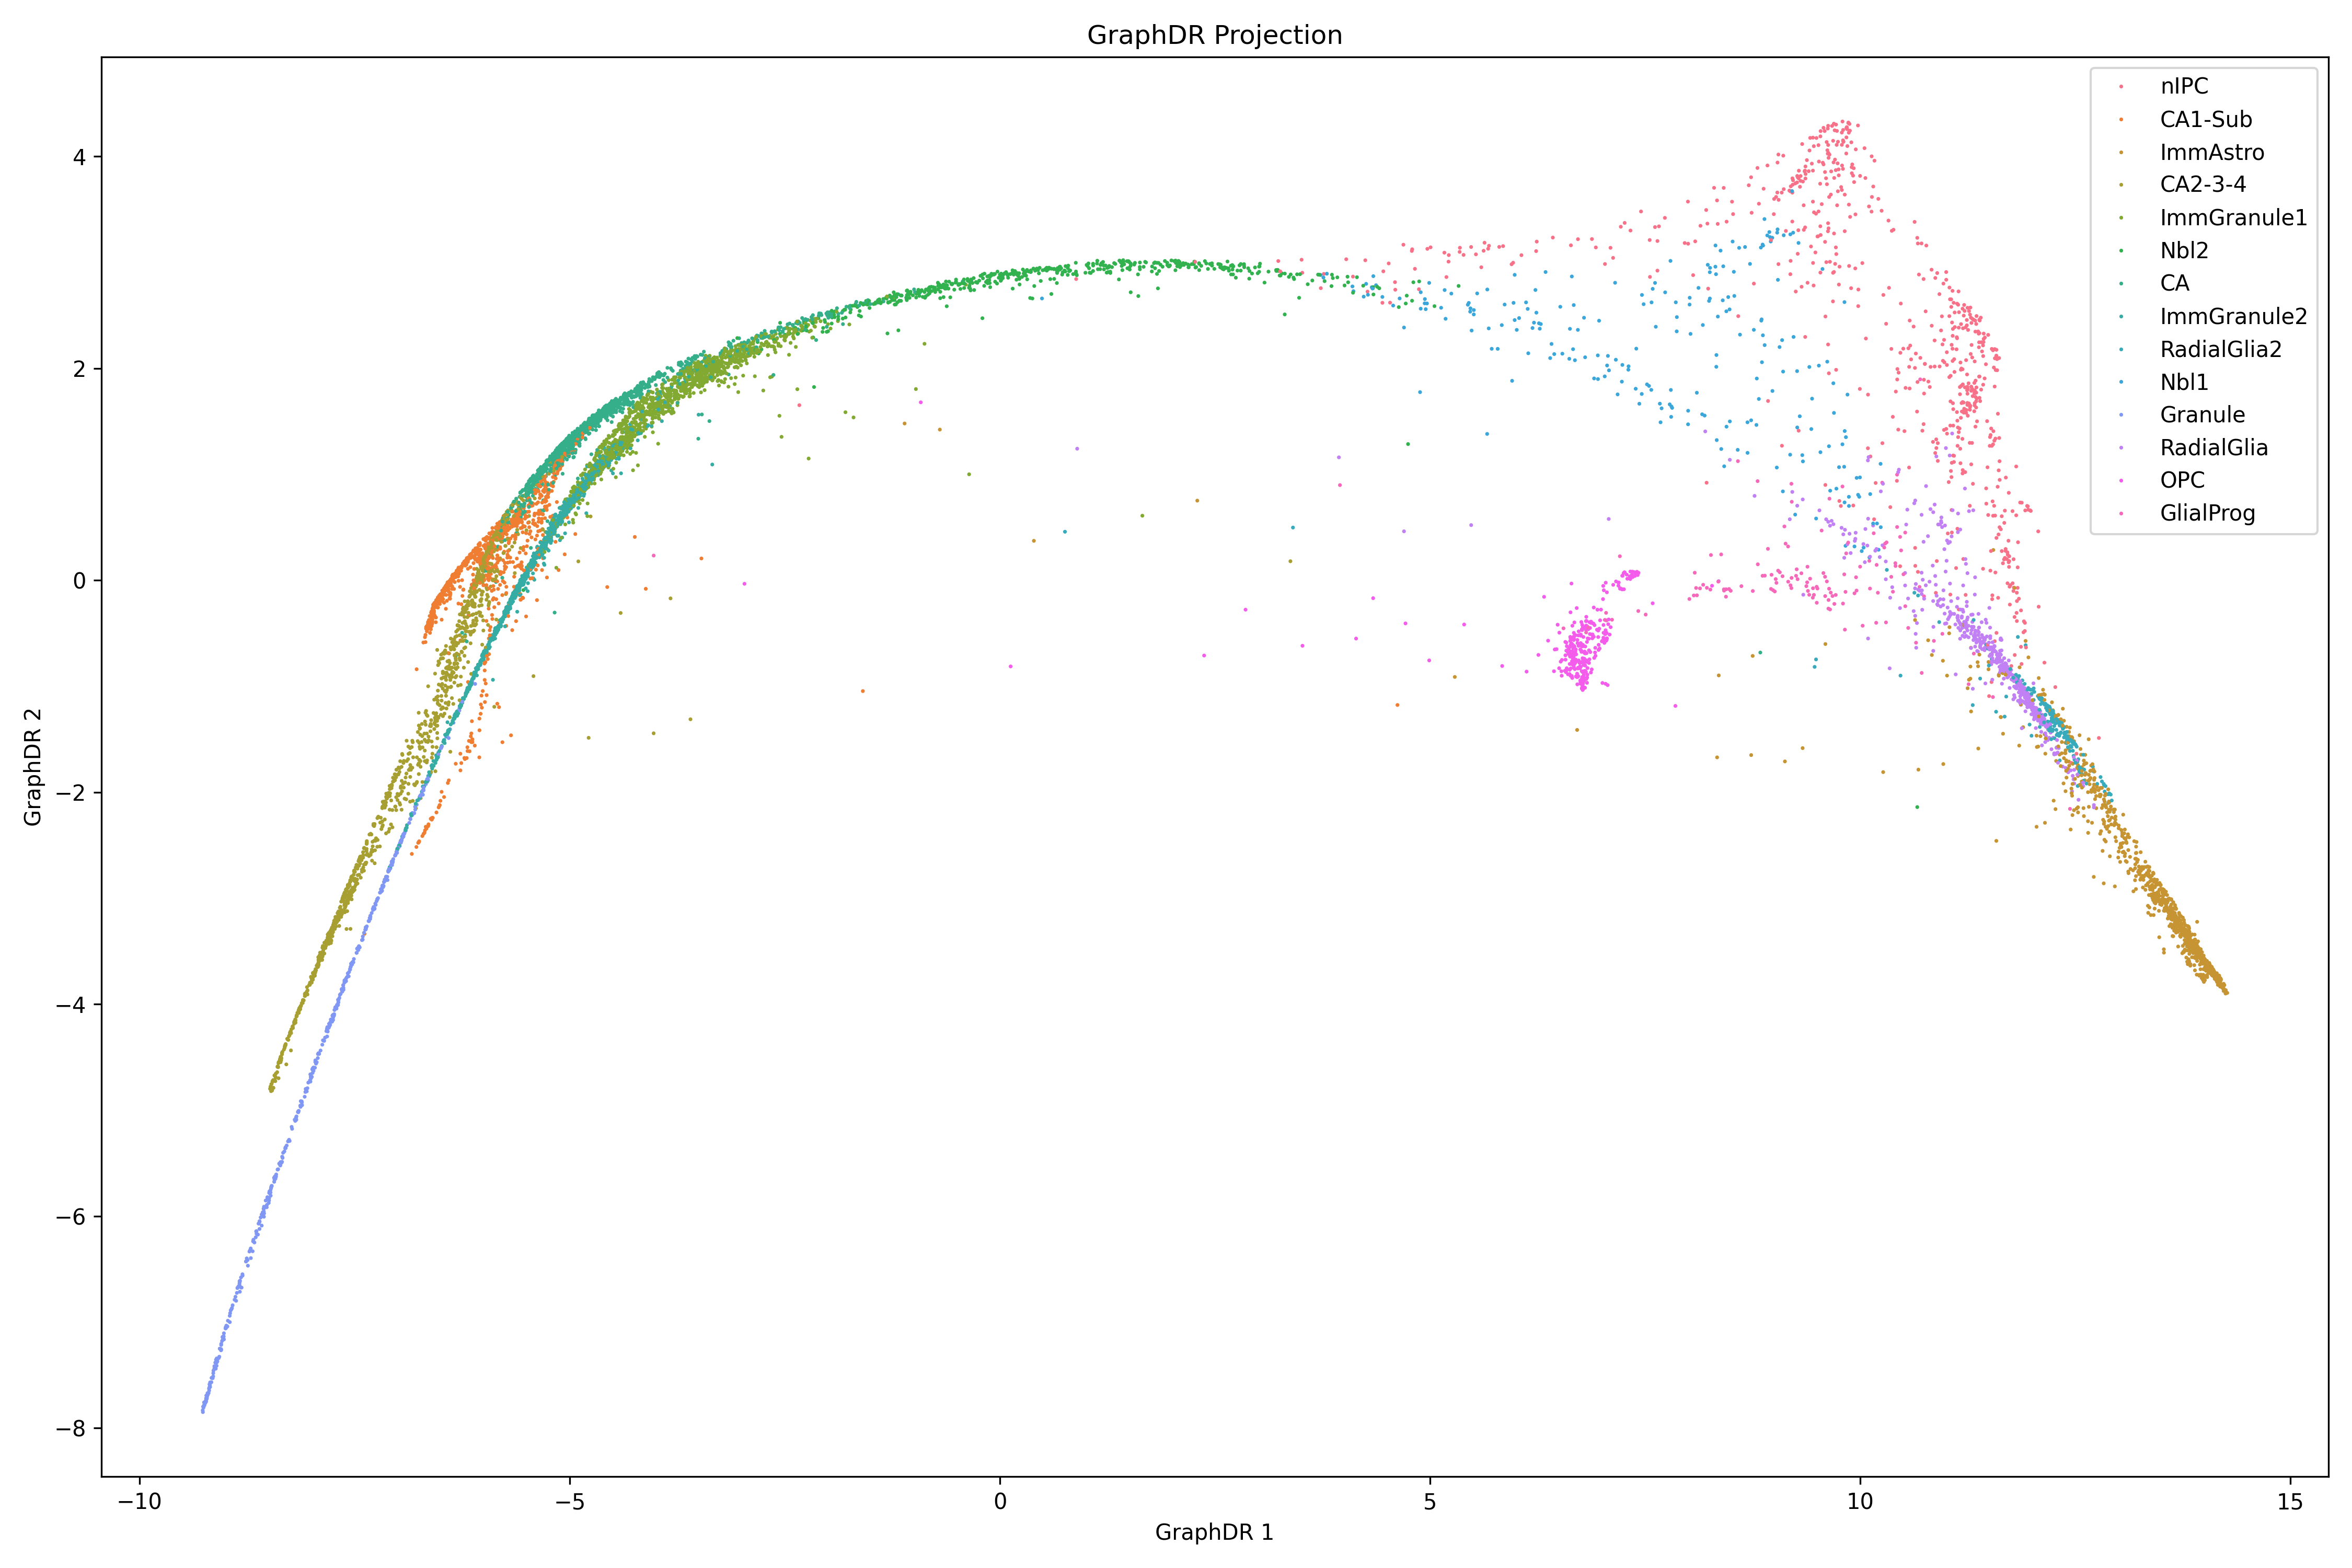 GraphDR Projection
nIPC
CA1-Sub
ImmAstro
CA2-3-4
ImmGranule1
Nbl2
CA
ImmGranule2
RadialGlia2
Nbl1
Granule
RadialGlia
OPC
GlialProg
4
2
0
−2
−4
−6
−8
GraphDR 2
−10
−5
0
5
10
15
GraphDR 1